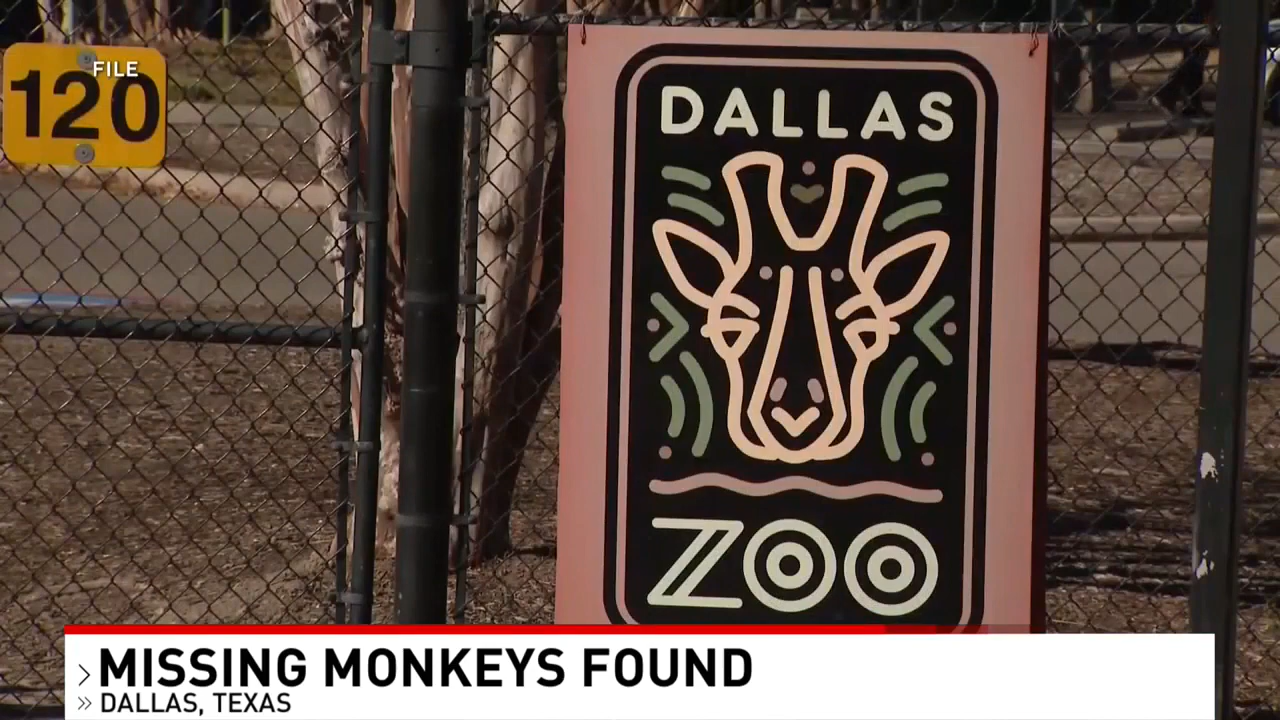 FILE
120
DALLAS
ZOO
MISSING MONKEYS FOUND
DALLAS, TEXAS